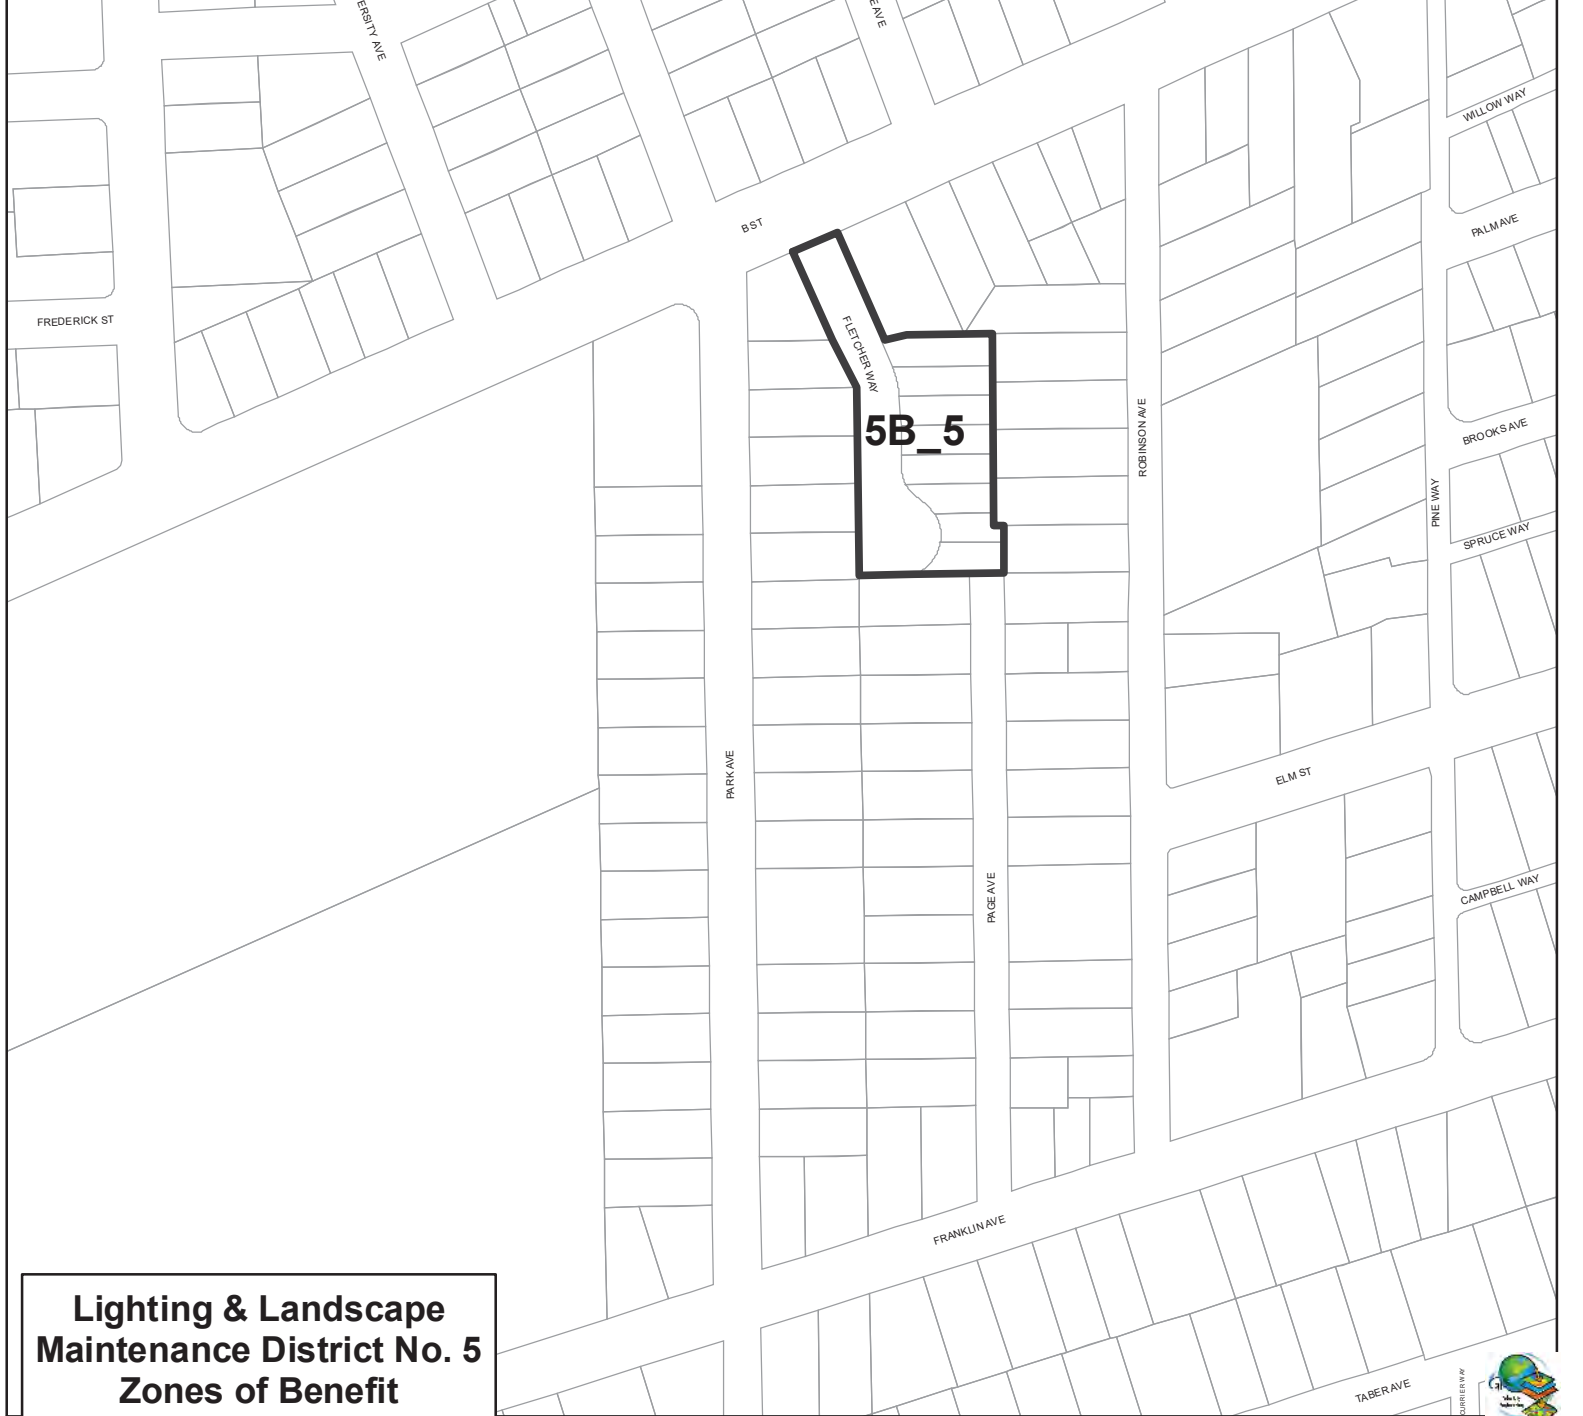 ERSITY AVE
E AVE
WILLOW WAY
B ST
PALM AVE
FREDERICK ST
FLETCHER WAY
5B_5
ROBINSON AVE
BROOKS AVE
PINE WAY
SPRUCE WAY
PARK AVE
ELM ST
PAGE AVE
CAMPBELL WAY
FRANKLIN AVE
Lighting & Landscape
Maintenance District No. 5
Zones of Benefit
TABER AVE
CURRIER WAY